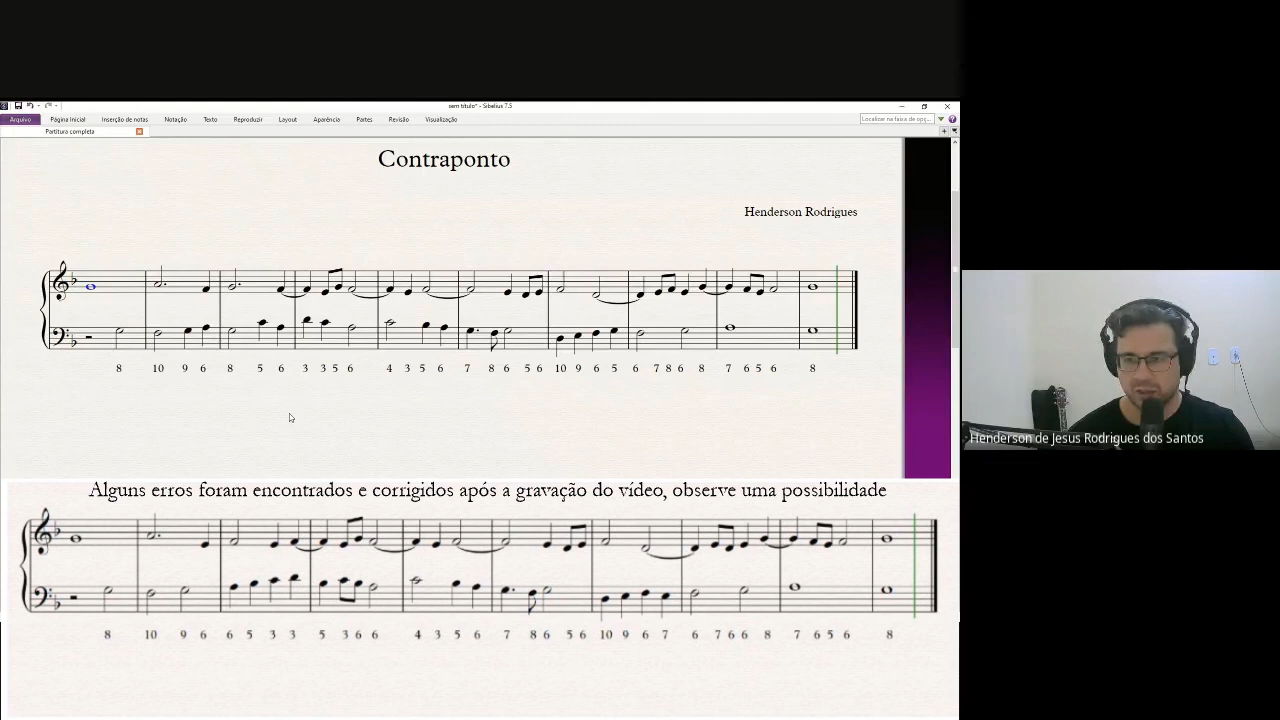 sem título* - Sibelius 7.5
Arquivo Página Inicial Inserção de notas Notação Texto Reproduzir Layout Aparência Partes Revisão Visualização Localizar na faixa de opç...
Partitura completa
Contraponto
Henderson Rodrigues
8 10 9 6 8 5 6 3 3 5 6 4 3 5 6 7 8 6 5 6 10 9 6 5 6 7 8 6 8 7 6 5 6 8
Henderson de Jesus Rodrigues dos Santos
Alguns erros foram encontrados e corrigidos após a gravação do vídeo, observe uma possibilidade
8 10 9 6 6 5 3 3 5 3 6 6 4 3 5 6 7 8 6 5 6 10 9 6 7 6 7 6 6 8 7 6 5 6 8